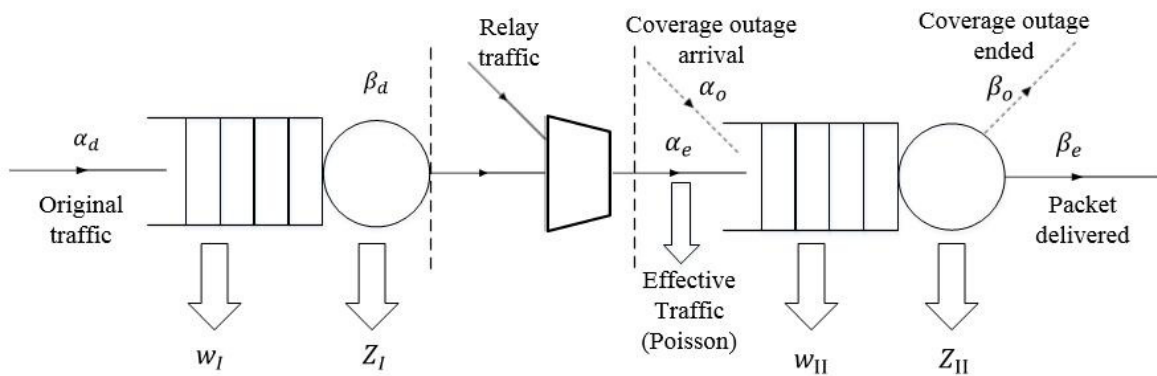 α_d
Original
traffic
w_I
β_d
Z_I
Relay
traffic
α_e
Effective
Traffic
(Poisson)
Coverage outage
arrival
α_o
w_II
Z_II
Coverage outage
ended
β_o
β_e
Packet
delivered